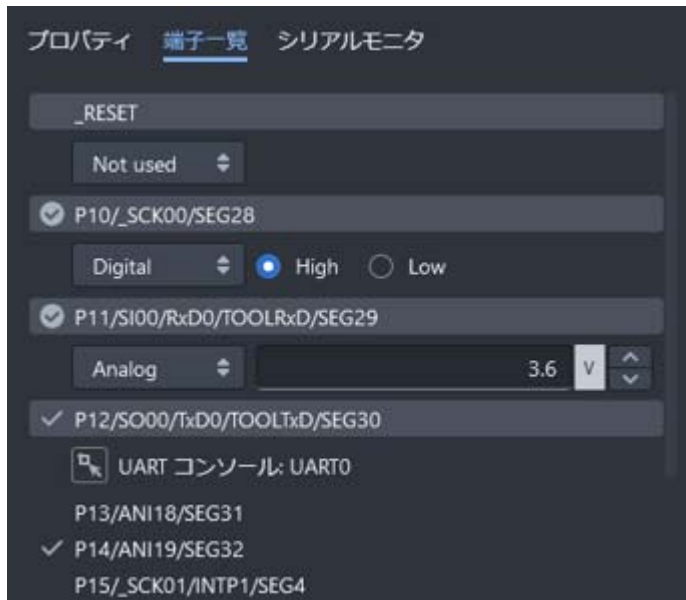 プロパティ 端子一覧 シリアルモニタ
_RESET
Not used
P10/_SCK00/SEG28
Digital High Low
P11/SI00/RxD0/TOOLRxD/SEG29
Analog 3.6 V
P12/SO00/TxD0/TOOLTxD/SEG30
UART コンソール: UART0
P13/ANI18/SEG31
P14/ANI19/SEG32
P15/_SCK01/INTP1/SEG4